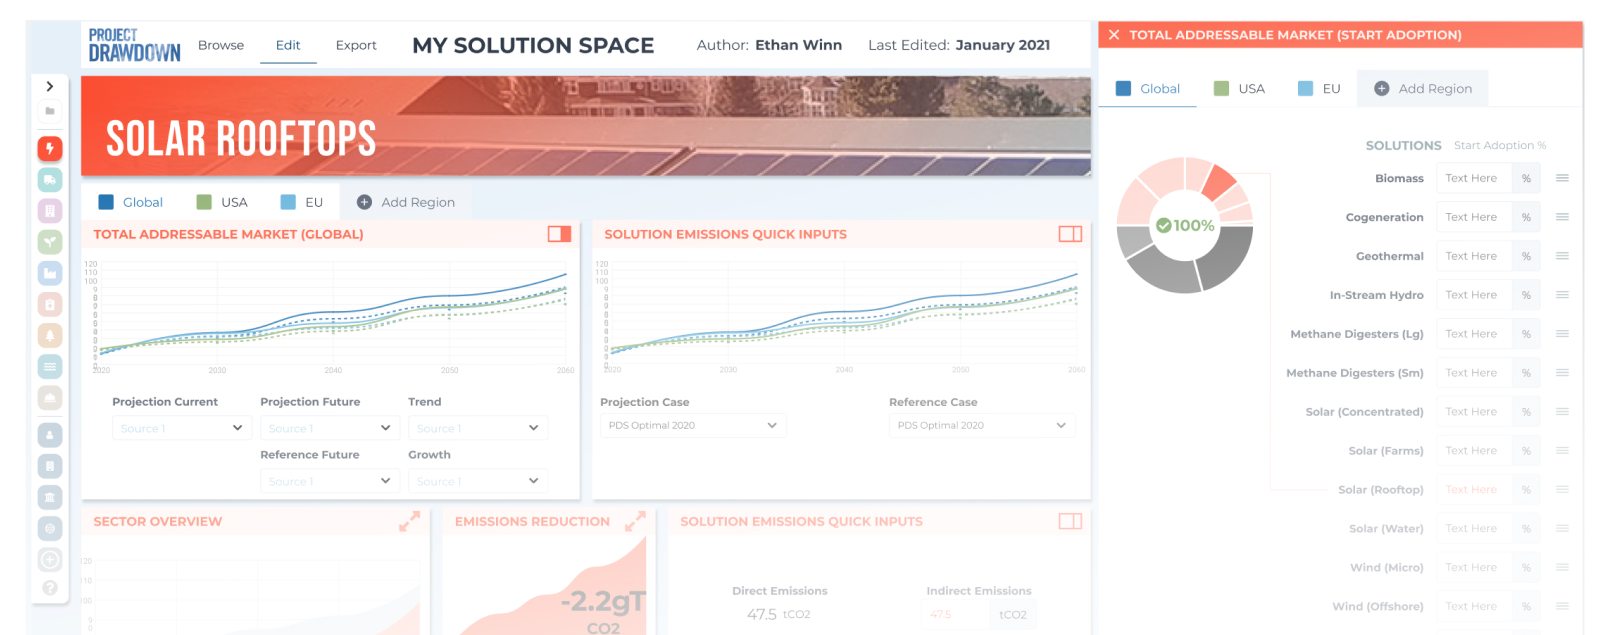 PROJECT
DRAWDOWN
Browse Edit Export MY SOLUTION SPACE Author: Ethan Winn Last Edited: January 2021
SOLAR ROOFTOPS
Global USA EU Add Region
TOTAL ADDRESSABLE MARKET (GLOBAL)
120
110
100
2020 2030 2040 2050 2060
Projection Current Projection Future Trend
Source 1 Source 1 Source 1
Reference Future Growth
Source 1 Source 1
SOLUTION EMISSIONS QUICK INPUTS
120
110
100
2020 2030 2040 2050 2060
Projection Case Reference Case
PDS Optimal 2020 PDS Optimal 2020
SECTOR OVERVIEW
120
110
100
EMISSIONS REDUCTION
-2.2gT
CO2
SOLUTION EMISSIONS QUICK INPUTS
Direct Emissions Indirect Emissions
47.5 tCO2 47.5 tCO2
TOTAL ADDRESSABLE MARKET (START ADOPTION)
Global USA EU Add Region
100%
SOLUTIONS Start Adoption %
Biomass Text Here %
Cogeneration Text Here %
Geothermal Text Here %
In-Stream Hydro Text Here %
Methane Digesters (Lg) Text Here %
Methane Digesters (Sm) Text Here %
Solar (Concentrated) Text Here %
Solar (Farms) Text Here %
Solar (Rooftop) Text Here %
Solar (Water) Text Here %
Wind (Micro) Text Here %
Wind (Offshore) Text Here %